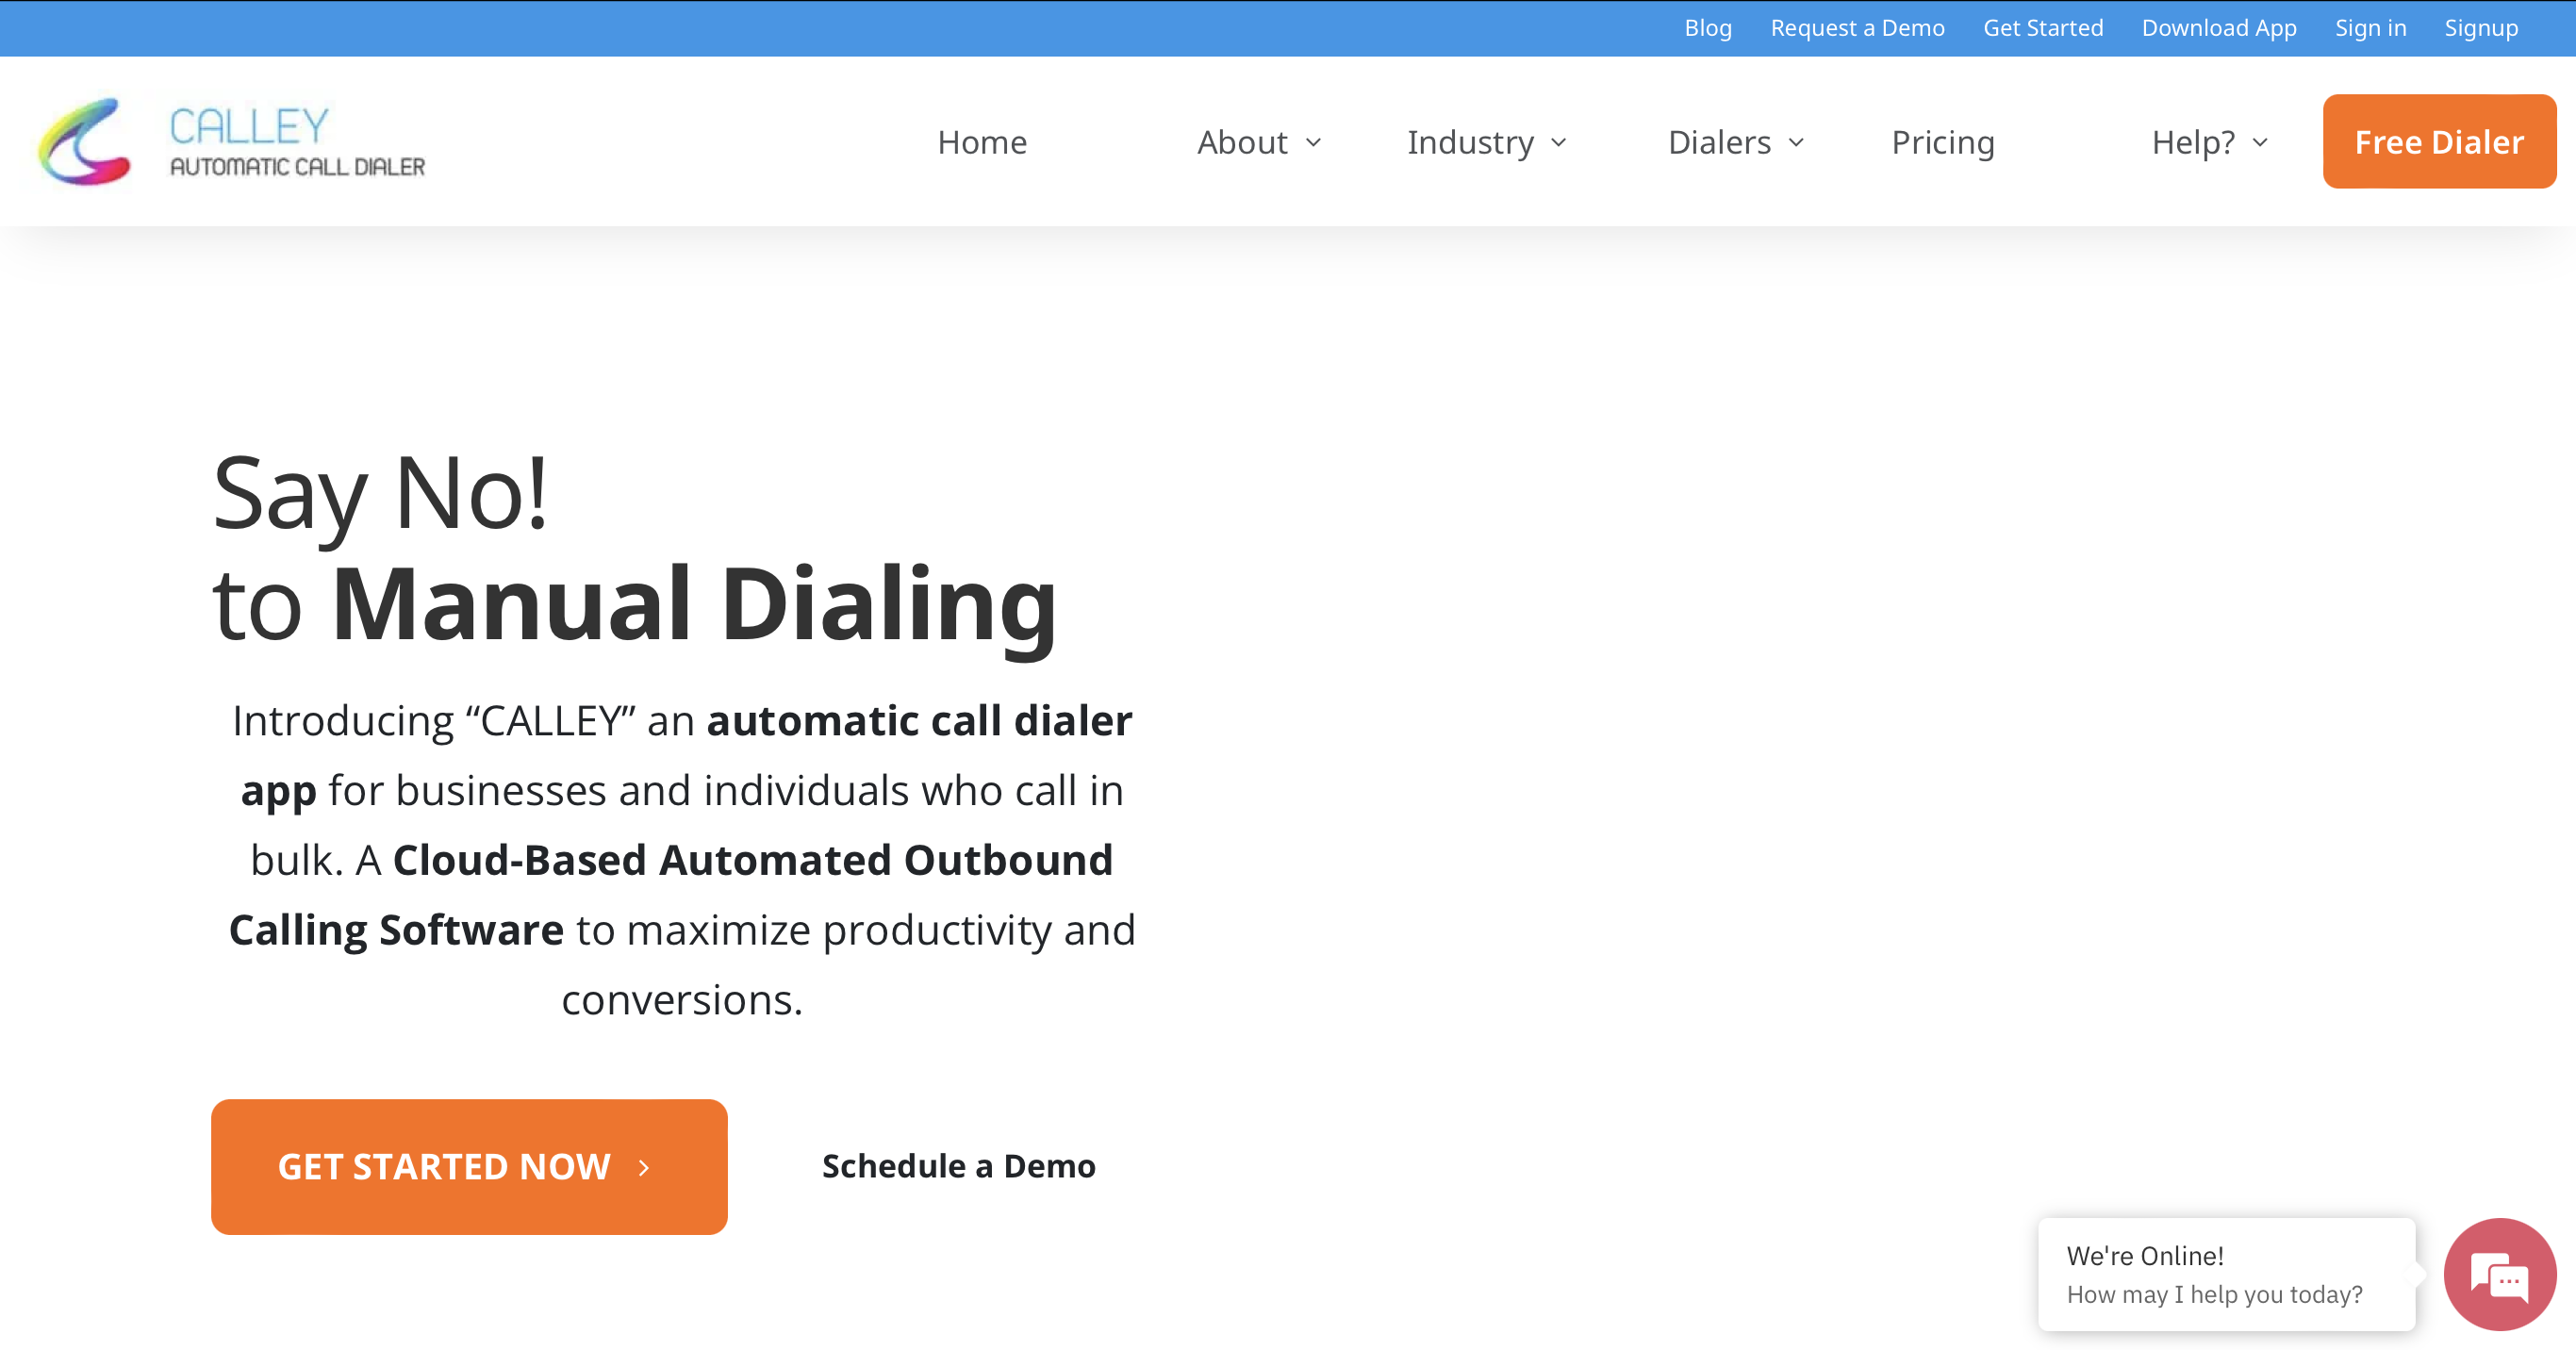 Blog Request a Demo Get Started Download App Sign in Signup
CALLEY
AUTOMATIC CALL DIALER
Home About Industry Dialers Pricing Help? Free Dialer
Say No!
to Manual Dialing
Introducing “CALLEY” an automatic call dialer
app for businesses and individuals who call in
bulk. A Cloud-Based Automated Outbound
Calling Software to maximize productivity and
conversions.
GET STARTED NOW Schedule a Demo
We're Online!
How may I help you today?